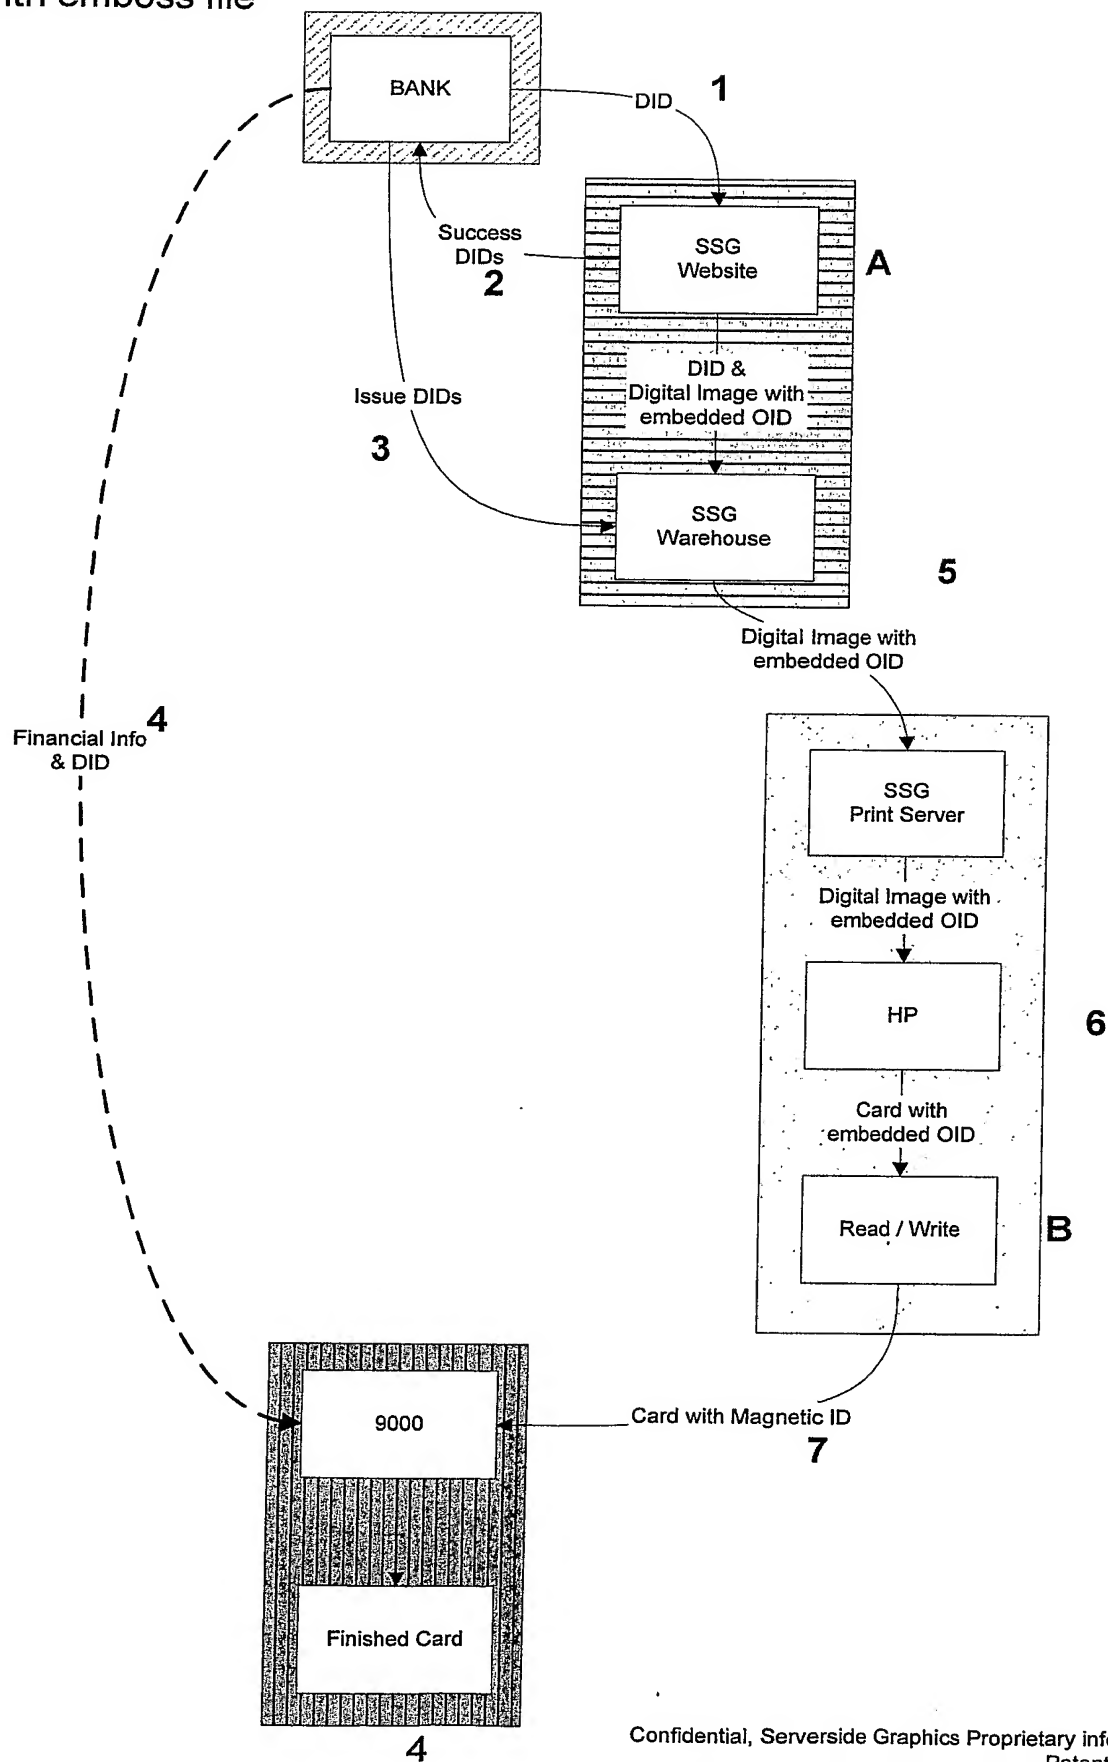 emboss file
BANK
1
DID
Success
DIDs
2
SSG
Website
A
DID &
Digital Image with
embedded OID
Issue DIDs
3
SSG
Warehouse
5
Digital Image with
embedded OID
4
Financial Info
& DID
SSG
Print Server
Digital Image with
embedded OID
HP
6
Card with
embedded OID
Read / Write
B
9000
Card with Magnetic ID
7
Finished Card
4
Confidential, Serverside Graphics Proprietary